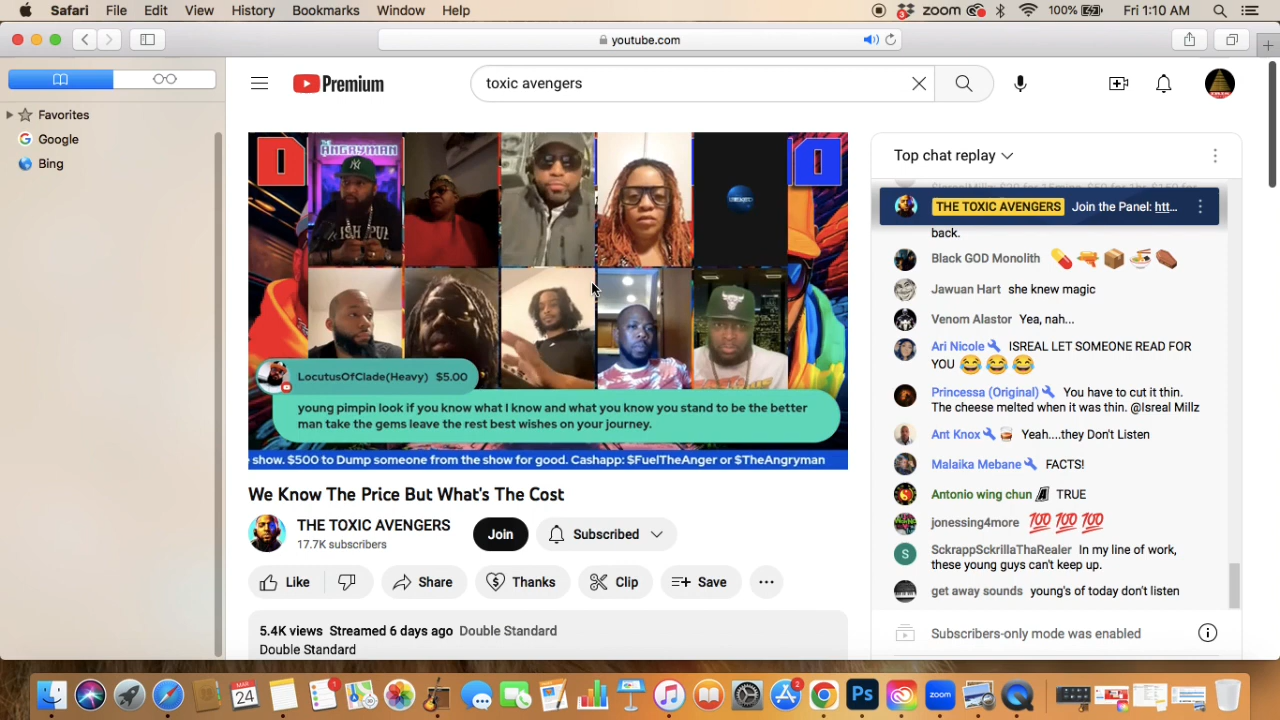 Safari File Edit View History Bookmarks Window Help
zoom 100% Fri 1:10 AM
youtube.com
Favorites
Google
Bing
Premium
toxic avengers
ANGRYMAN
LocutusOfClade(Heavy) $5.00
young pimpin look if you know what I know and what you know you stand to be the better
man take the gems leave the rest best wishes on your journey.
show. $500 to Dump someone from the show for good. Cashapp: $FuelTheAnger or $TheAngryman
We Know The Price But What's The Cost
THE TOXIC AVENGERS
17.7K subscribers
Join
Subscribed
Like
Share
Thanks
Clip
Save
5.4K views Streamed 6 days ago Double Standard
Double Standard
Top chat replay
THE TOXIC AVENGERS Join the Panel: htt...
back.
Black GOD Monolith
Jawuan Hart she knew magic
Venom Alastor Yea, nah...
Ari Nicole ISREAL LET SOMEONE READ FOR
YOU
Princessa (Original) You have to cut it thin.
The cheese melted when it was thin. @Isreal Millz
Ant Knox Yeah....they Don't Listen
Malaika Mebane FACTS!
Antonio wing chun TRUE
jonessing4more 💯 💯 💯
SckrappSckrillaThaRealer In my line of work,
these young guys can't keep up.
get away sounds young's of today don't listen
Subscribers-only mode was enabled
MAR
24
Ps
zoom